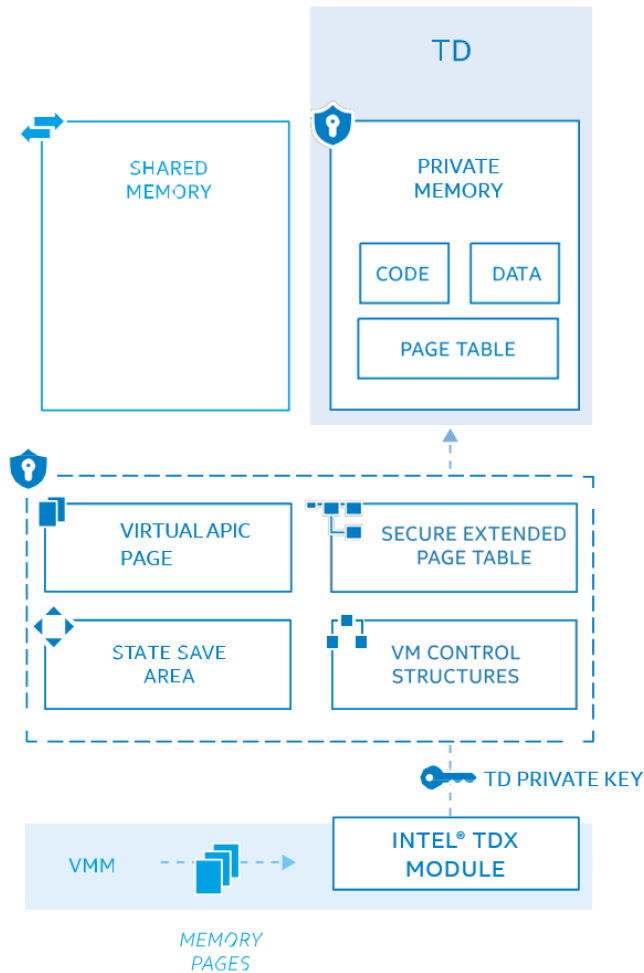 TD
SHARED
MEMORY
PRIVATE
MEMORY
CODE
DATA
PAGE TABLE
VIRTUAL APIC
PAGE
SECURE EXTENDED
PAGE TABLE
STATE SAVE
AREA
VM CONTROL
STRUCTURES
TD PRIVATE KEY
VMM
INTEL® TDX
MODULE
MEMORY
PAGES